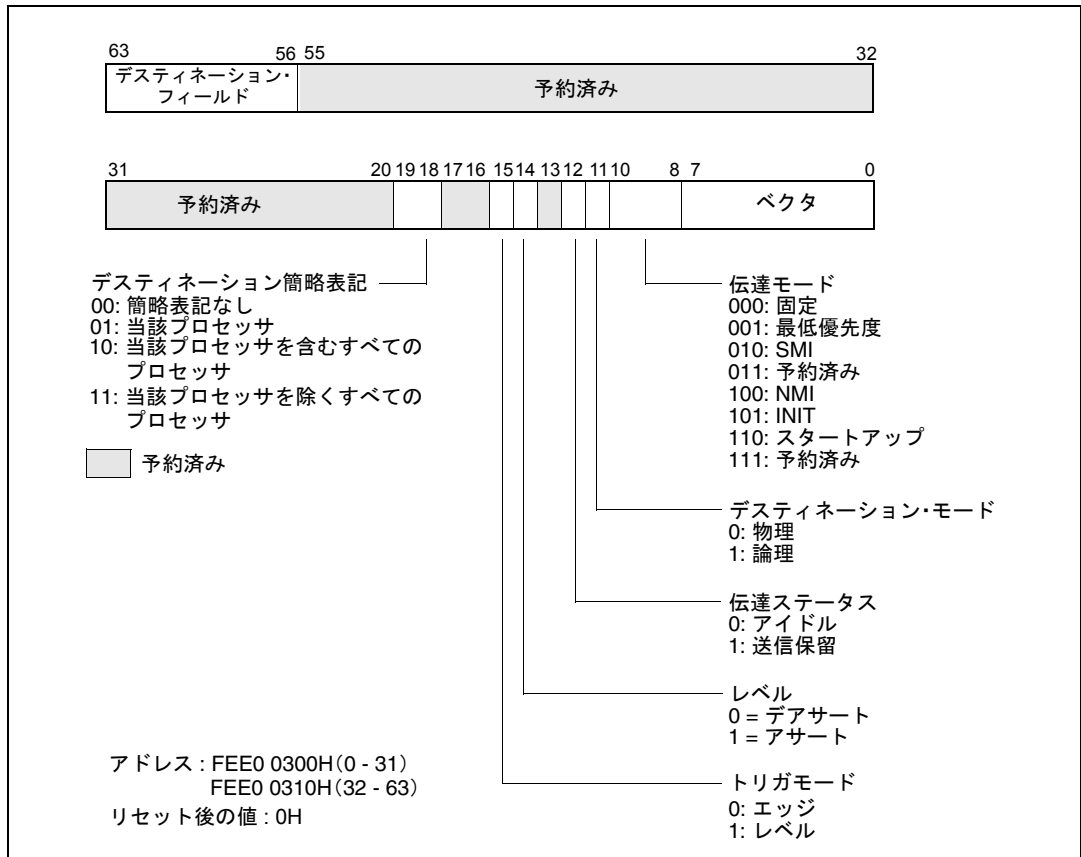 63 56 55 32
デスティネーション・
フィールド
予約済み
31 20 19 18 17 16 15 14 13 12 11 10 8 7 0
予約済み
ベクタ
デスティネーション簡略表記
00: 簡略表記なし
01: 当該プロセッサ
10: 当該プロセッサを含むすべての
プロセッサ
11: 当該プロセッサを除くすべての
プロセッサ
予約済み
伝達モード
000: 固定
001: 最低優先度
010: SMI
011: 予約済み
100: NMI
101: INIT
110: スタートアップ
111: 予約済み
デスティネーション・モード
0: 物理
1: 論理
伝達ステータス
0: アイドル
1: 送信保留
レベル
0 = デアサート
1 = アサート
トリガモード
0: エッジ
1: レベル
アドレス : FEE0 0300H(0 - 31)
FEE0 0310H(32 - 63)
リセット後の値 : 0H